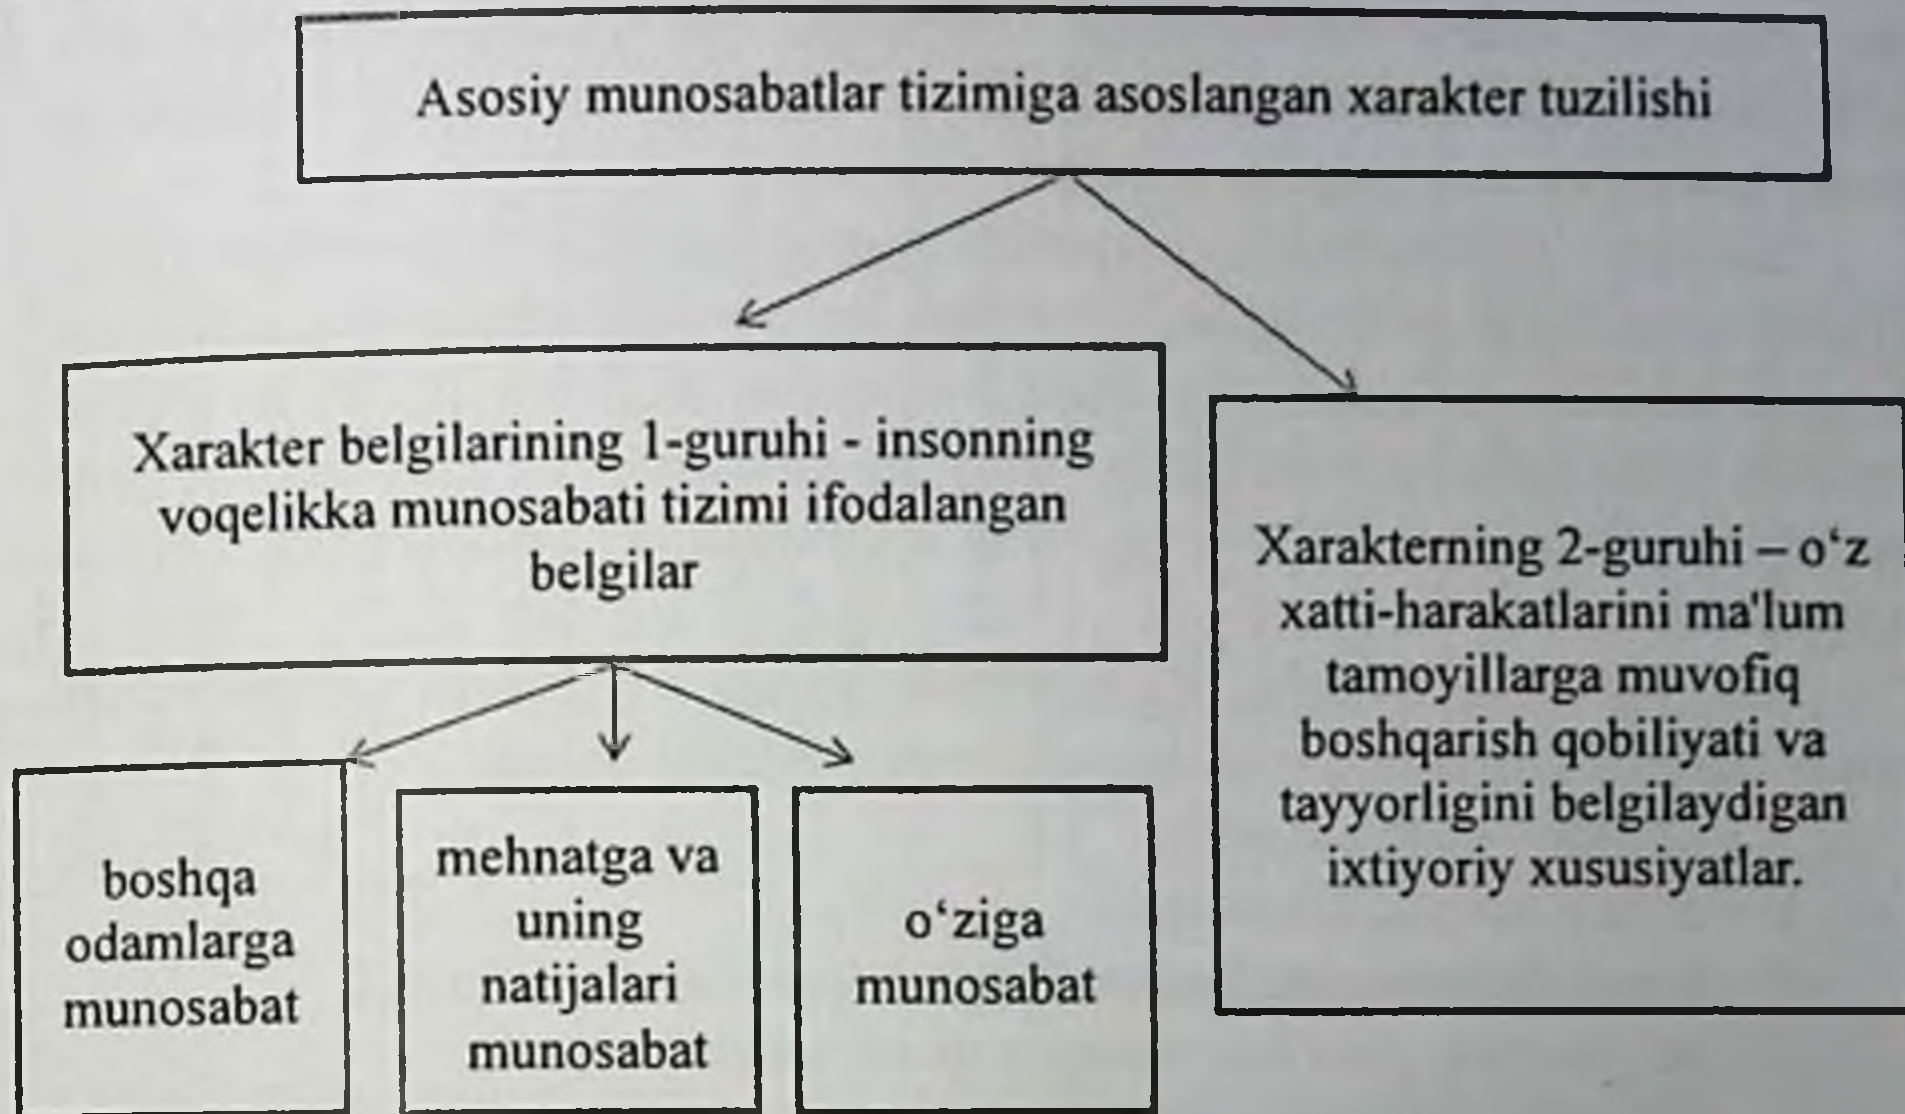 Asosiy munosabatlar tizimiga asoslangan xarakter tuzilishi
Xarakter belgilarining 1-guruhi - insonning
voqelikka munosabati tizimi ifodalangan
belgilar
Xarakterning 2-guruhi – o‘z
xatti-harakatlarini ma'lum
tamoyillarga muvofiq
boshqarish qobiliyati va
tayyorligini belgilaydigan
ixtiyoriy xususiyatlar.
boshqa
odamlarga
munosabat
mehnatga va
uning
natijalari
munosabat
o‘ziga
munosabat